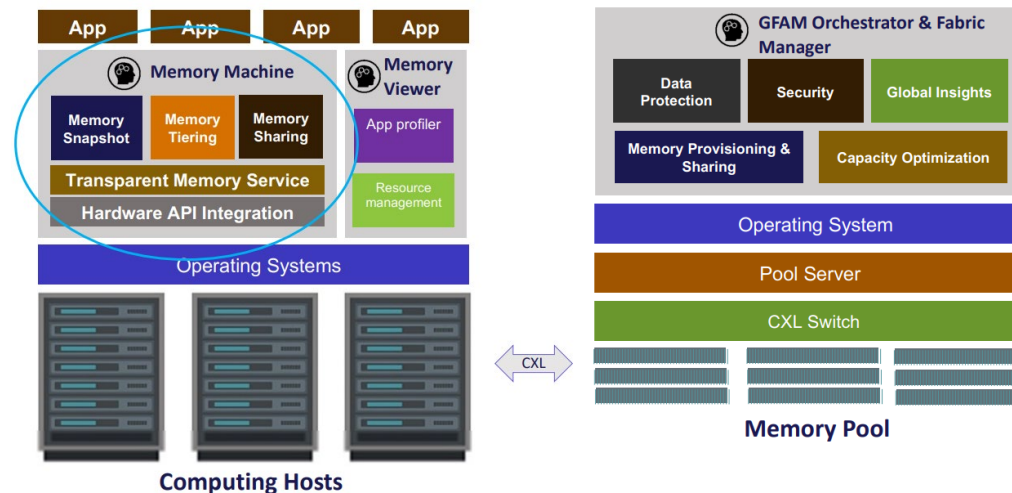 App
App
App
App
Memory Machine
Memory
Viewer
Memory
Snapshot
Memory
Tiering
Memory
Sharing
App profiler
Transparent Memory Service
Resource
management
Hardware API Integration
Operating Systems
Computing Hosts
CXL
GFAM Orchestrator & Fabric
Manager
Data
Protection
Security
Global Insights
Memory Provisioning &
Sharing
Capacity Optimization
Operating System
Pool Server
CXL Switch
Memory Pool